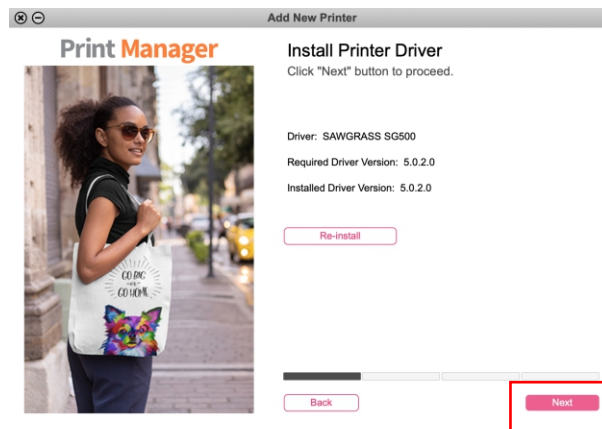 Add New Printer
Print Manager
Install Printer Driver
Click "Next" button to proceed.
Driver: SAWGRASS SG500
Required Driver Version: 5.0.2.0
Installed Driver Version: 5.0.2.0
Re-install
GO BIG
-or-
GO HOME
Back
Next